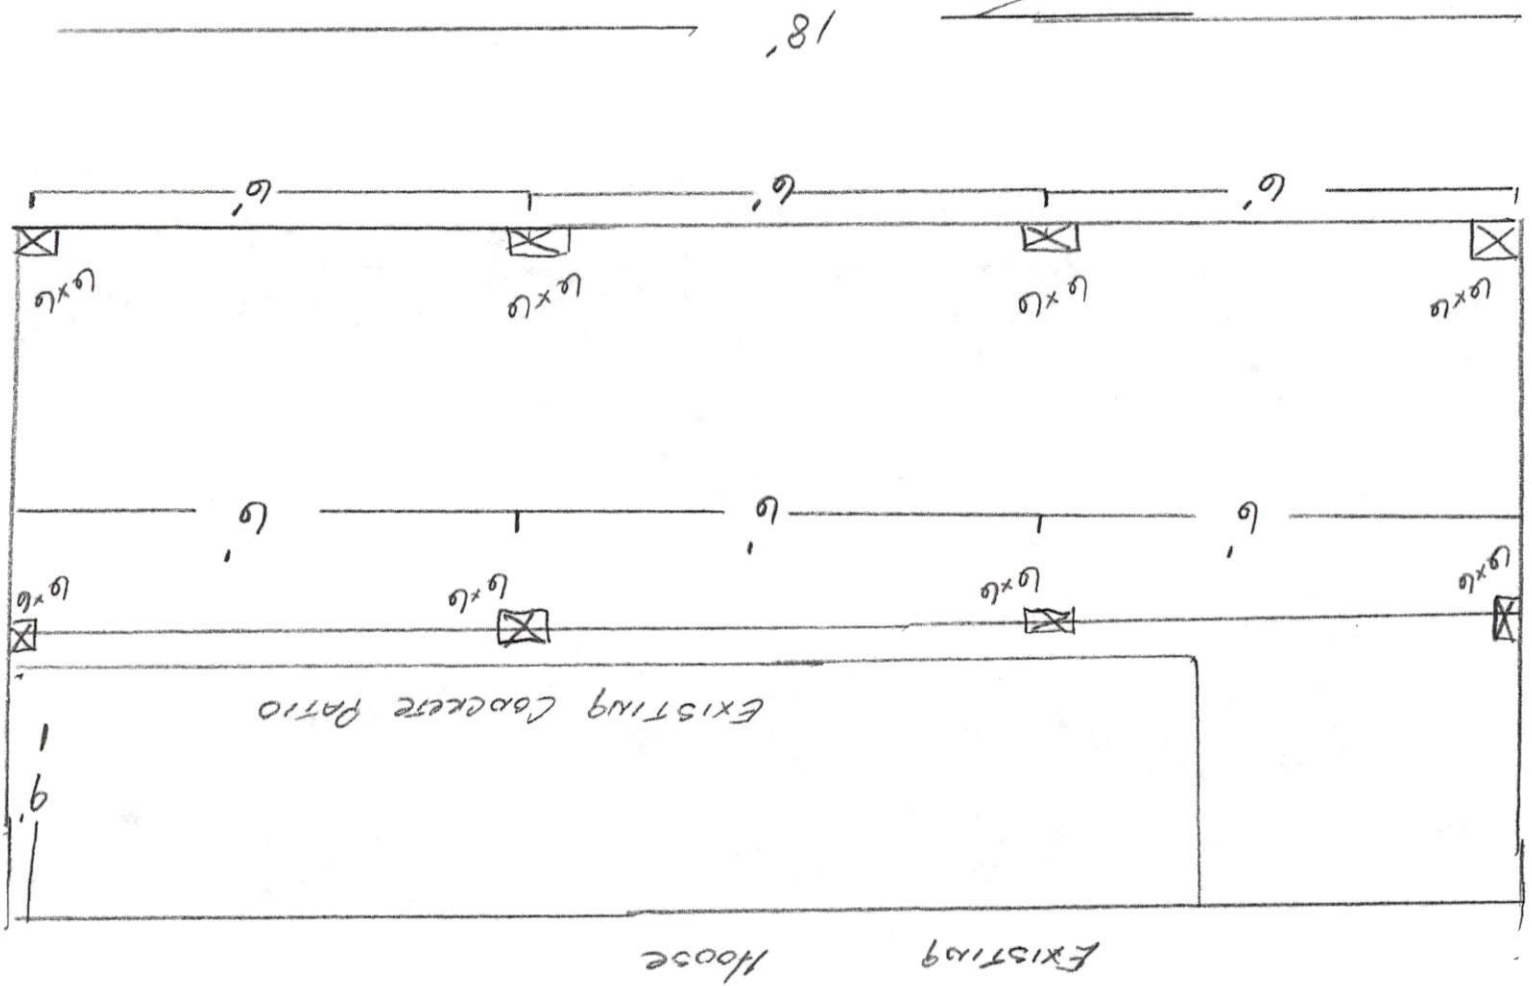 EXISTING HOUSE
9'
EXISTING CONCRETE PATIO
6x6 6x6 6x6 6x6
6' 6' 6'
6x6 6x6 6x6 6x6
6' 6' 6'
18'